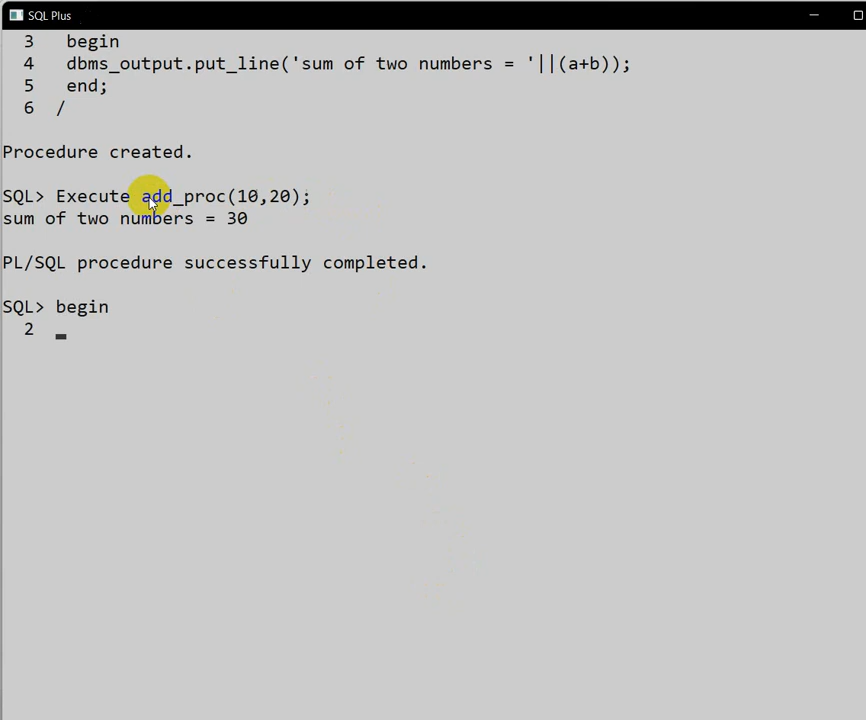 SQL Plus
3 begin
4 dbms_output.put_line('sum of two numbers = '||(a+b));
5 end;
6 /
Procedure created.
SQL> Execute add_proc(10,20);
sum of two numbers = 30
PL/SQL procedure successfully completed.
SQL> begin
2